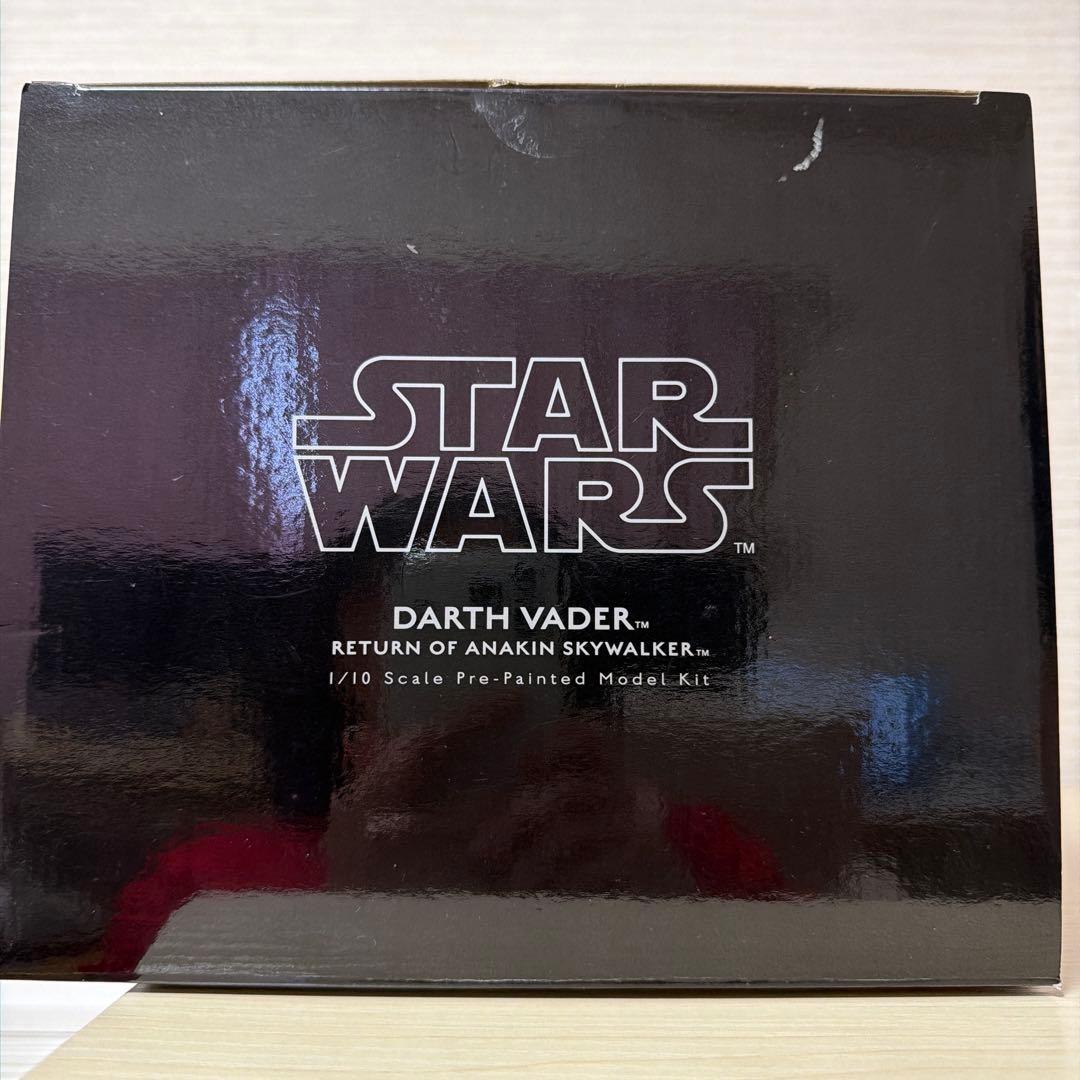 STAR
WARS™
DARTH VADER™
RETURN OF ANAKIN SKYWALKER™
1/10 Scale Pre-Painted Model Kit